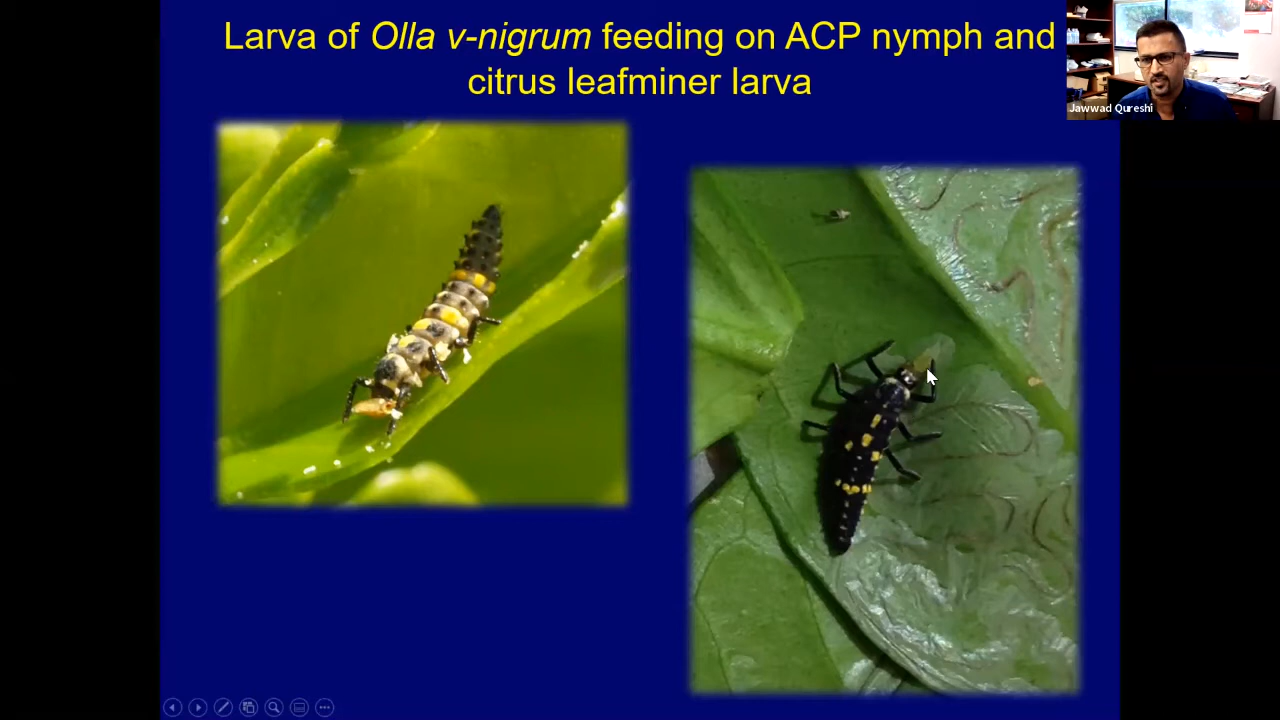 Larva of Olla v-nigrum feeding on ACP nymph and
citrus leafminer larva
Jawwad Qureshi